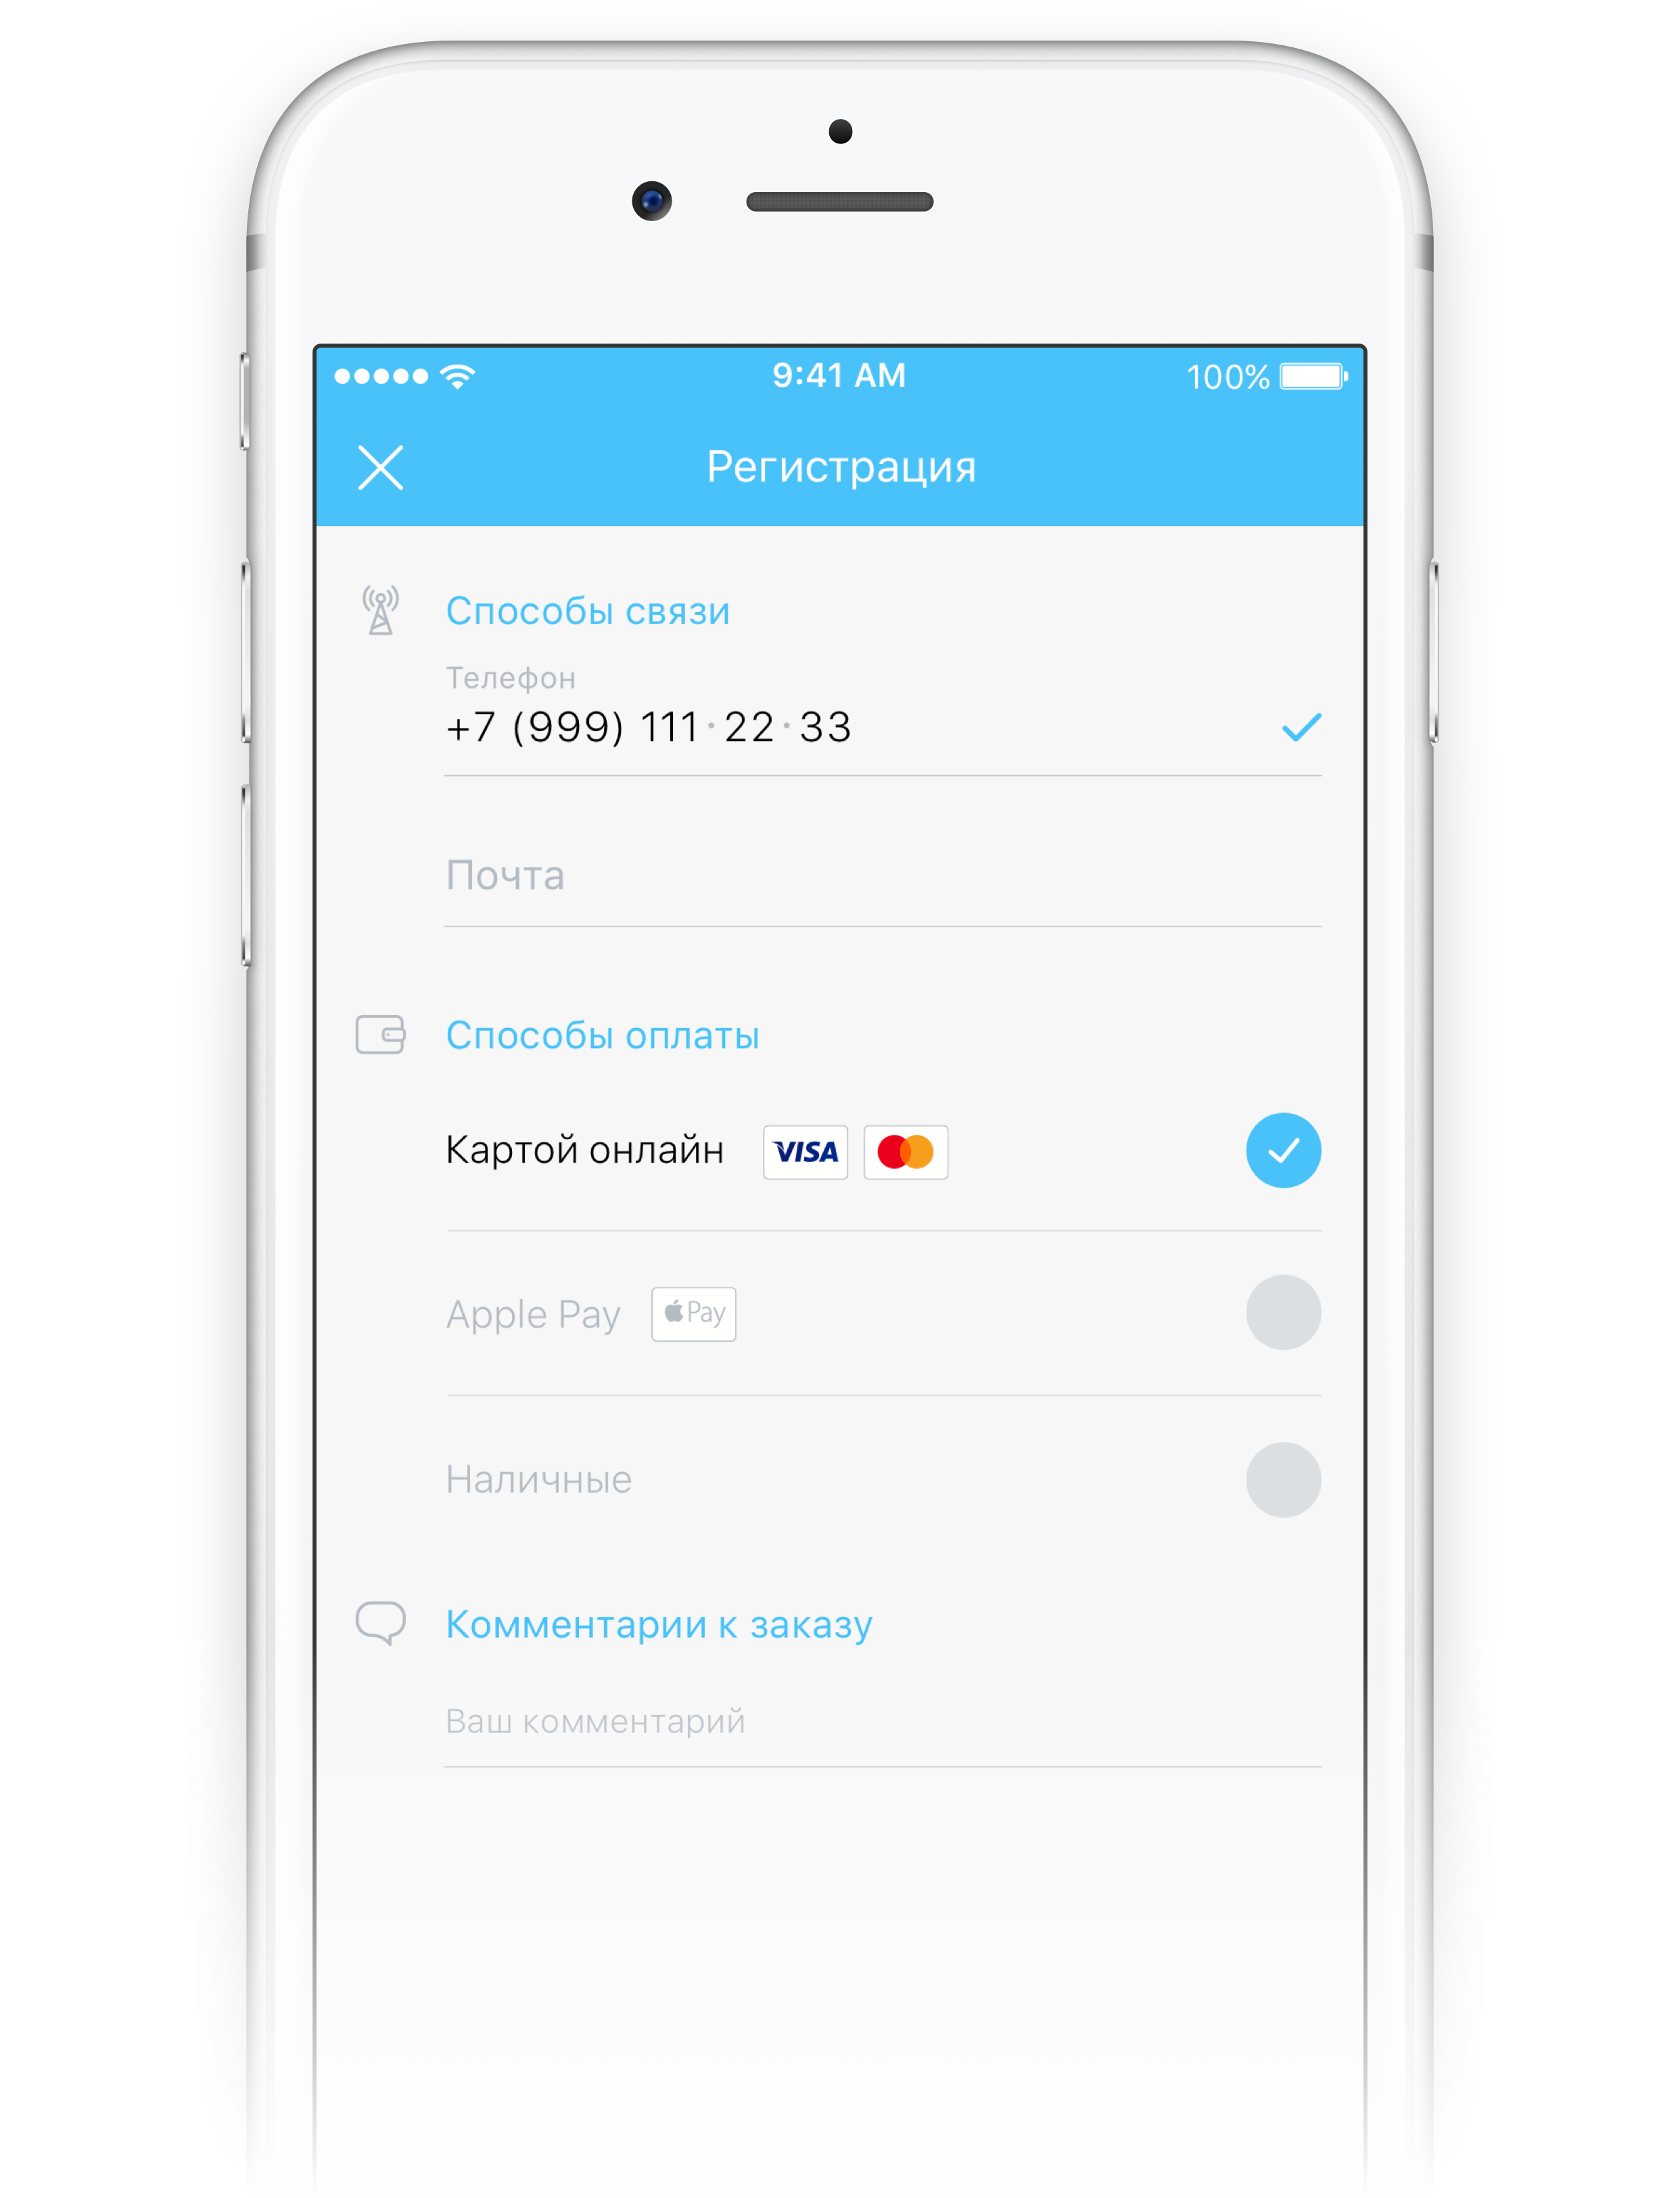 9:41 AM 100%
Регистрация
Способы связи
Телефон
+7 (999) 111·22·33
Почта
Способы оплаты
Картой онлайн VISA
Apple Pay Pay
Наличные
Комментарии к заказу
Ваш комментарий